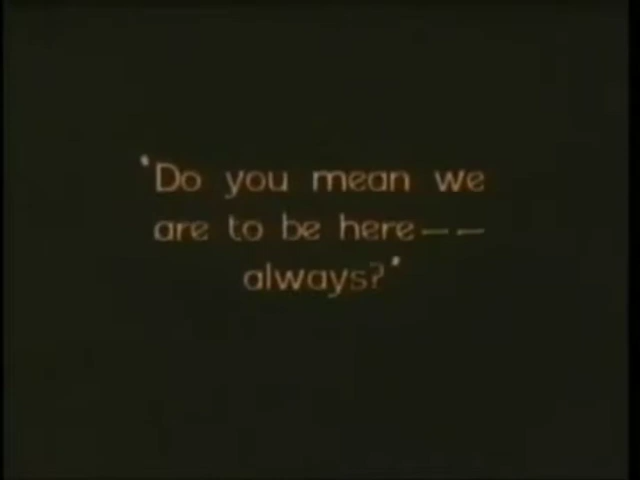 "Do you mean we
are to be here——
always?"